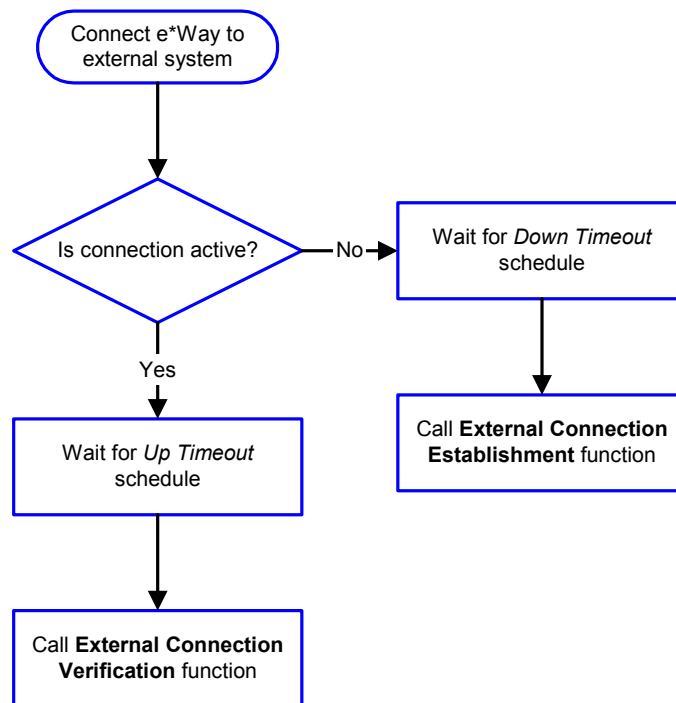 Connect e*Way to
external system
Is connection active?
No
Wait for Down Timeout
schedule
Yes
Call External Connection
Establishment function
Wait for Up Timeout
schedule
Call External Connection
Verification function